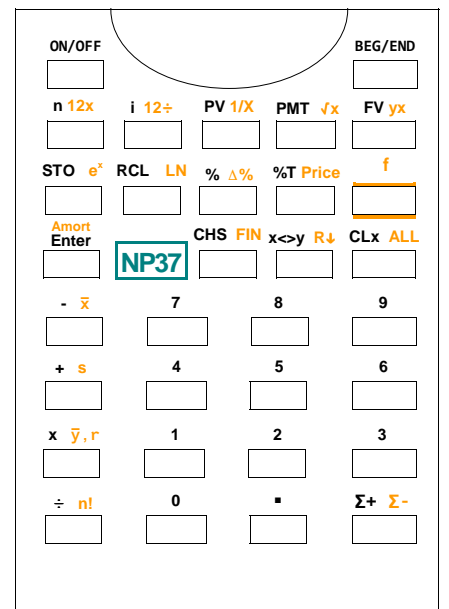 ON/OFF BEG/END
n 12x i 12÷ PV 1/X PMT √x FV yx
STO eˣ RCL LN % Δ% %T Price f
Amort
Enter NP37 CHS FIN x<>y R↓ CLx ALL
- x̅ 7 8 9
+ s 4 5 6
x y̅,r 1 2 3
÷ n! 0 ▪ Σ+ Σ-